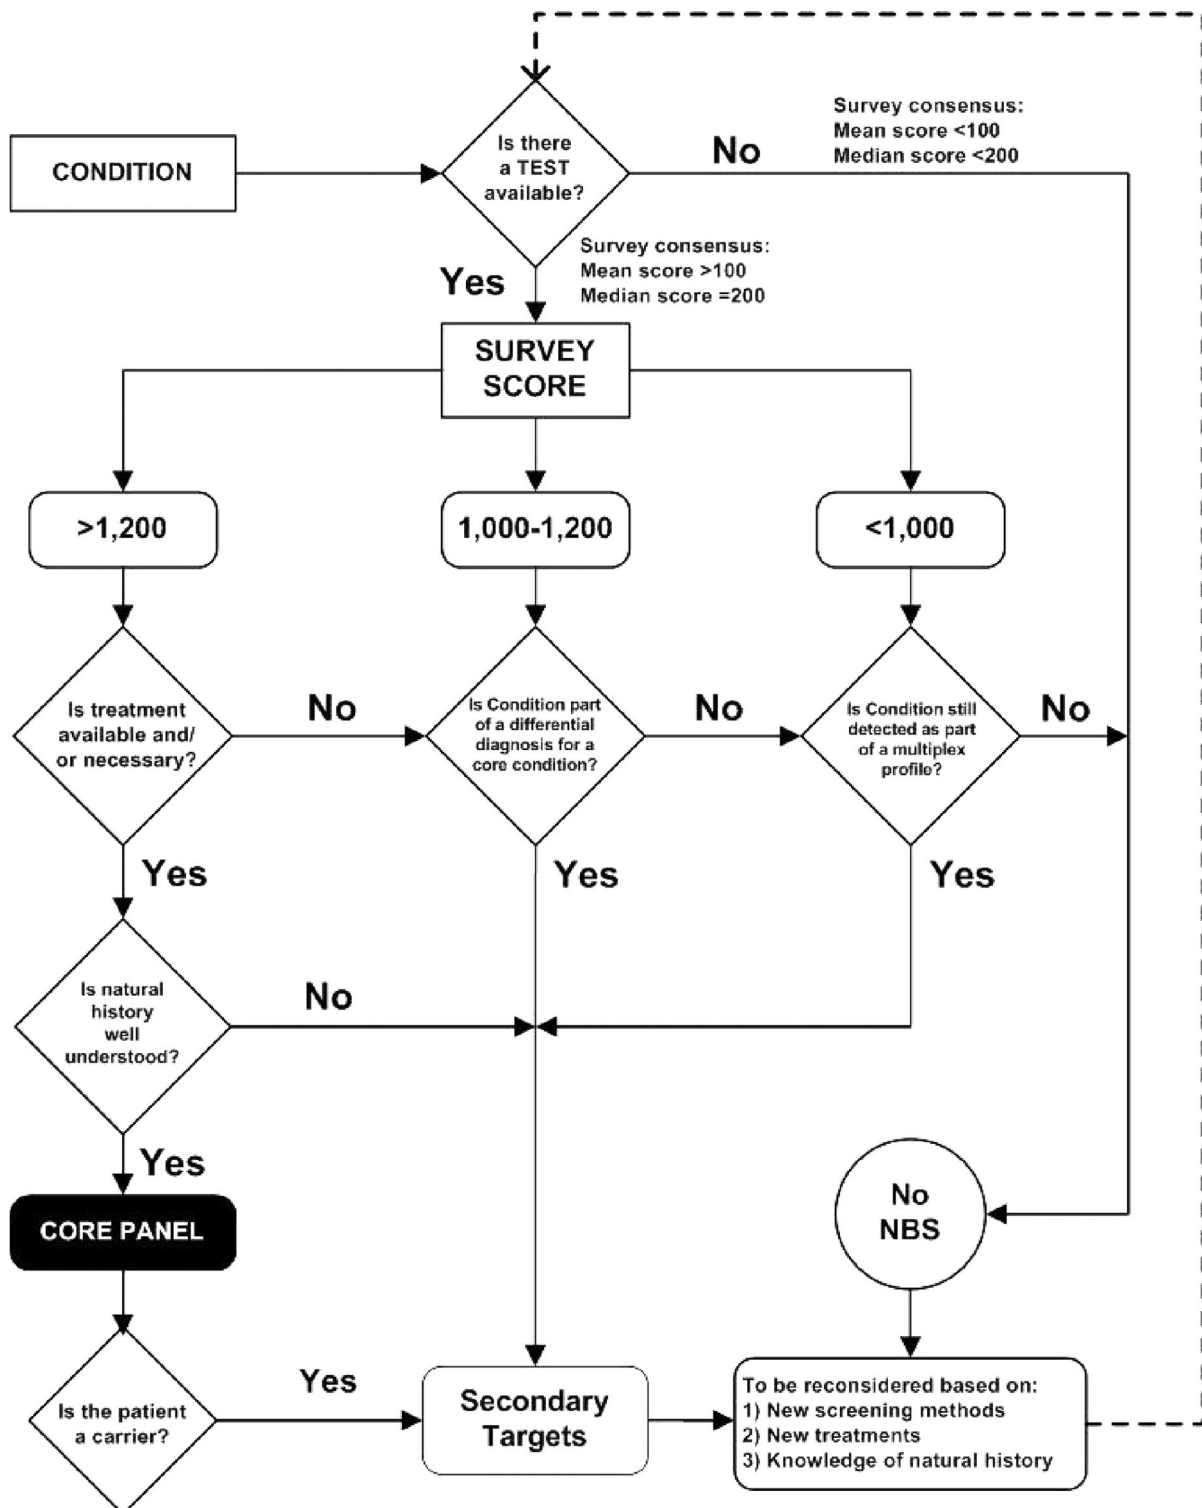 Survey consensus:
Mean score <100
Median score <200
Is there
a TEST
available?
No
CONDITION
Survey consensus:
Mean score >100
Median score =200
Yes
SURVEY
SCORE
>1,200
1,000-1,200
<1,000
Is treatment
available and/
or necessary?
No
Is Condition part
of a differential
diagnosis for a
core condition?
No
Is Condition still
detected as part
of a multiplex
profile?
No
Yes
Yes
Yes
Is natural
history
well
understood?
No
Yes
CORE PANEL
No
NBS
Is the patient
a carrier?
Yes
Secondary
Targets
To be reconsidered based on:
1) New screening methods
2) New treatments
3) Knowledge of natural history